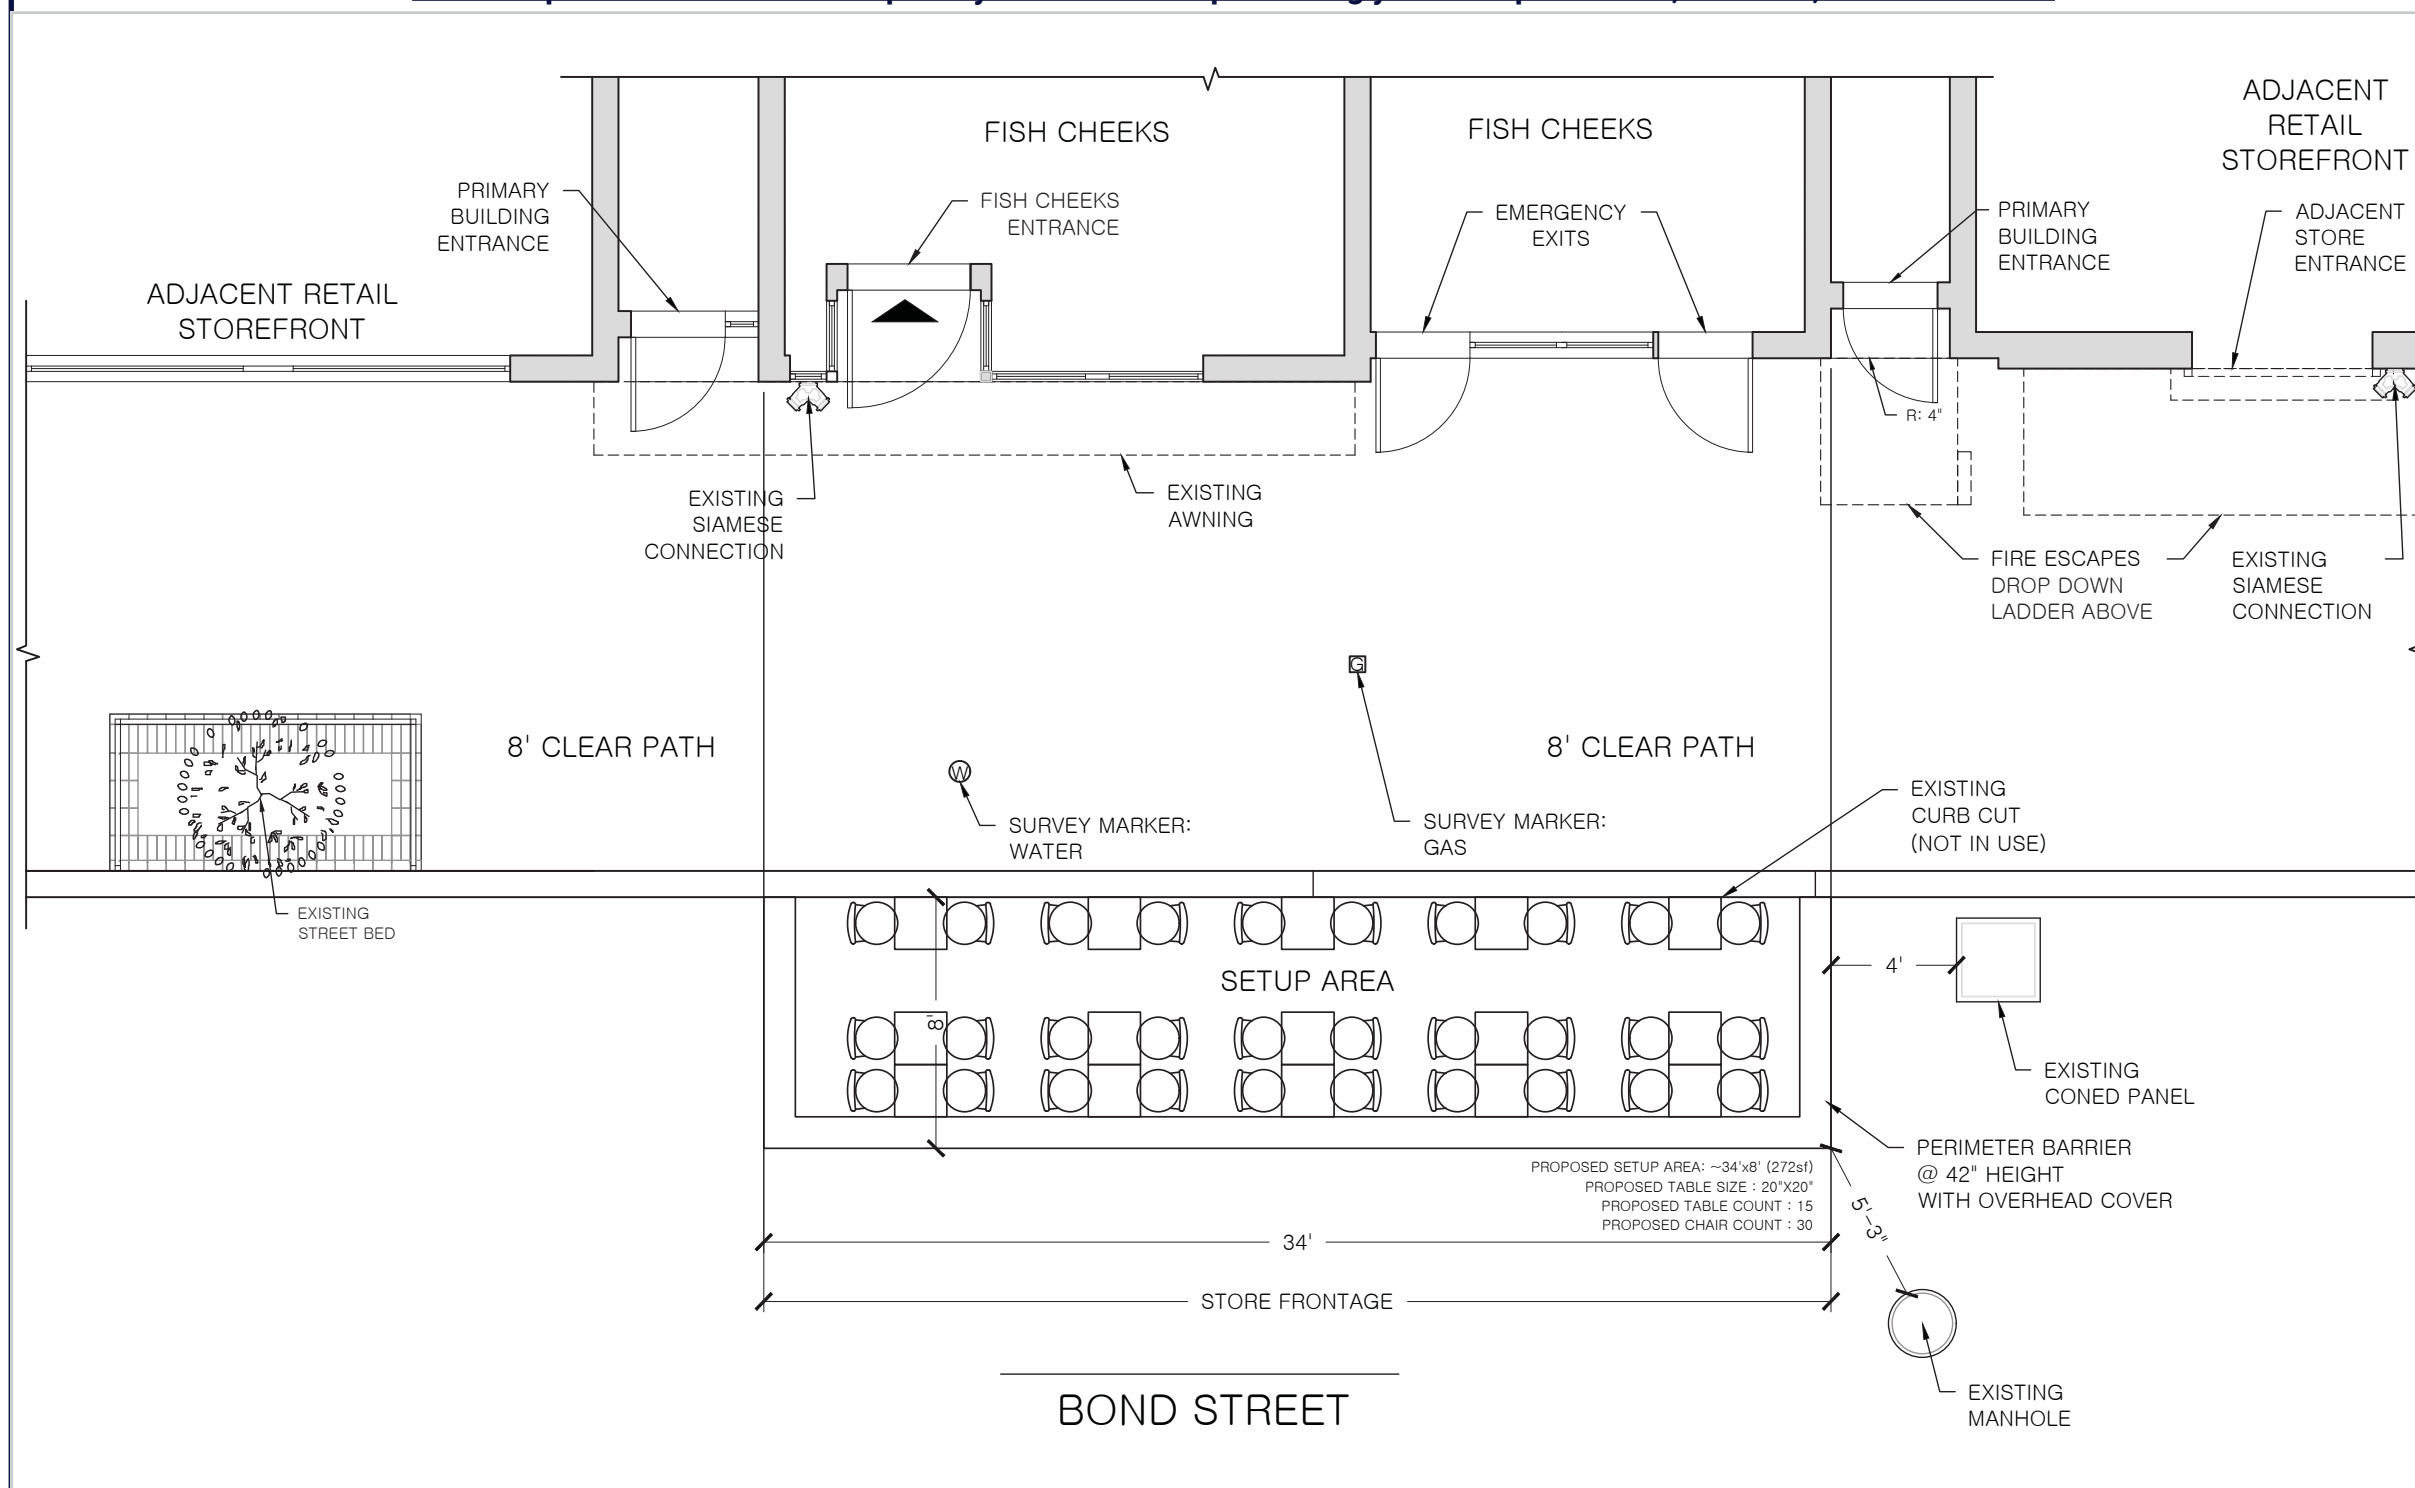 FISH CHEEKS
FISH CHEEKS
ADJACENT
RETAIL
STOREFRONT
PRIMARY
BUILDING
ENTRANCE
FISH CHEEKS
ENTRANCE
EMERGENCY
EXITS
PRIMARY
BUILDING
ENTRANCE
ADJACENT
STORE
ENTRANCE
ADJACENT RETAIL
STOREFRONT
R: 4"
EXISTING
SIAMESE
CONNECTION
EXISTING
AWNING
FIRE ESCAPES
DROP DOWN
LADDER ABOVE
EXISTING
SIAMESE
CONNECTION
G
8' CLEAR PATH
8' CLEAR PATH
W
SURVEY MARKER:
WATER
SURVEY MARKER:
GAS
EXISTING
CURB CUT
(NOT IN USE)
EXISTING
STREET BED
SETUP AREA
8'
4'
EXISTING
CONED PANEL
PERIMETER BARRIER
@ 42" HEIGHT
WITH OVERHEAD COVER
PROPOSED SETUP AREA: ~34'x8' (272sf)
PROPOSED TABLE SIZE : 20"X20"
PROPOSED TABLE COUNT : 15
PROPOSED CHAIR COUNT : 30
5'-3"
34'
STORE FRONTAGE
BOND STREET
EXISTING
MANHOLE